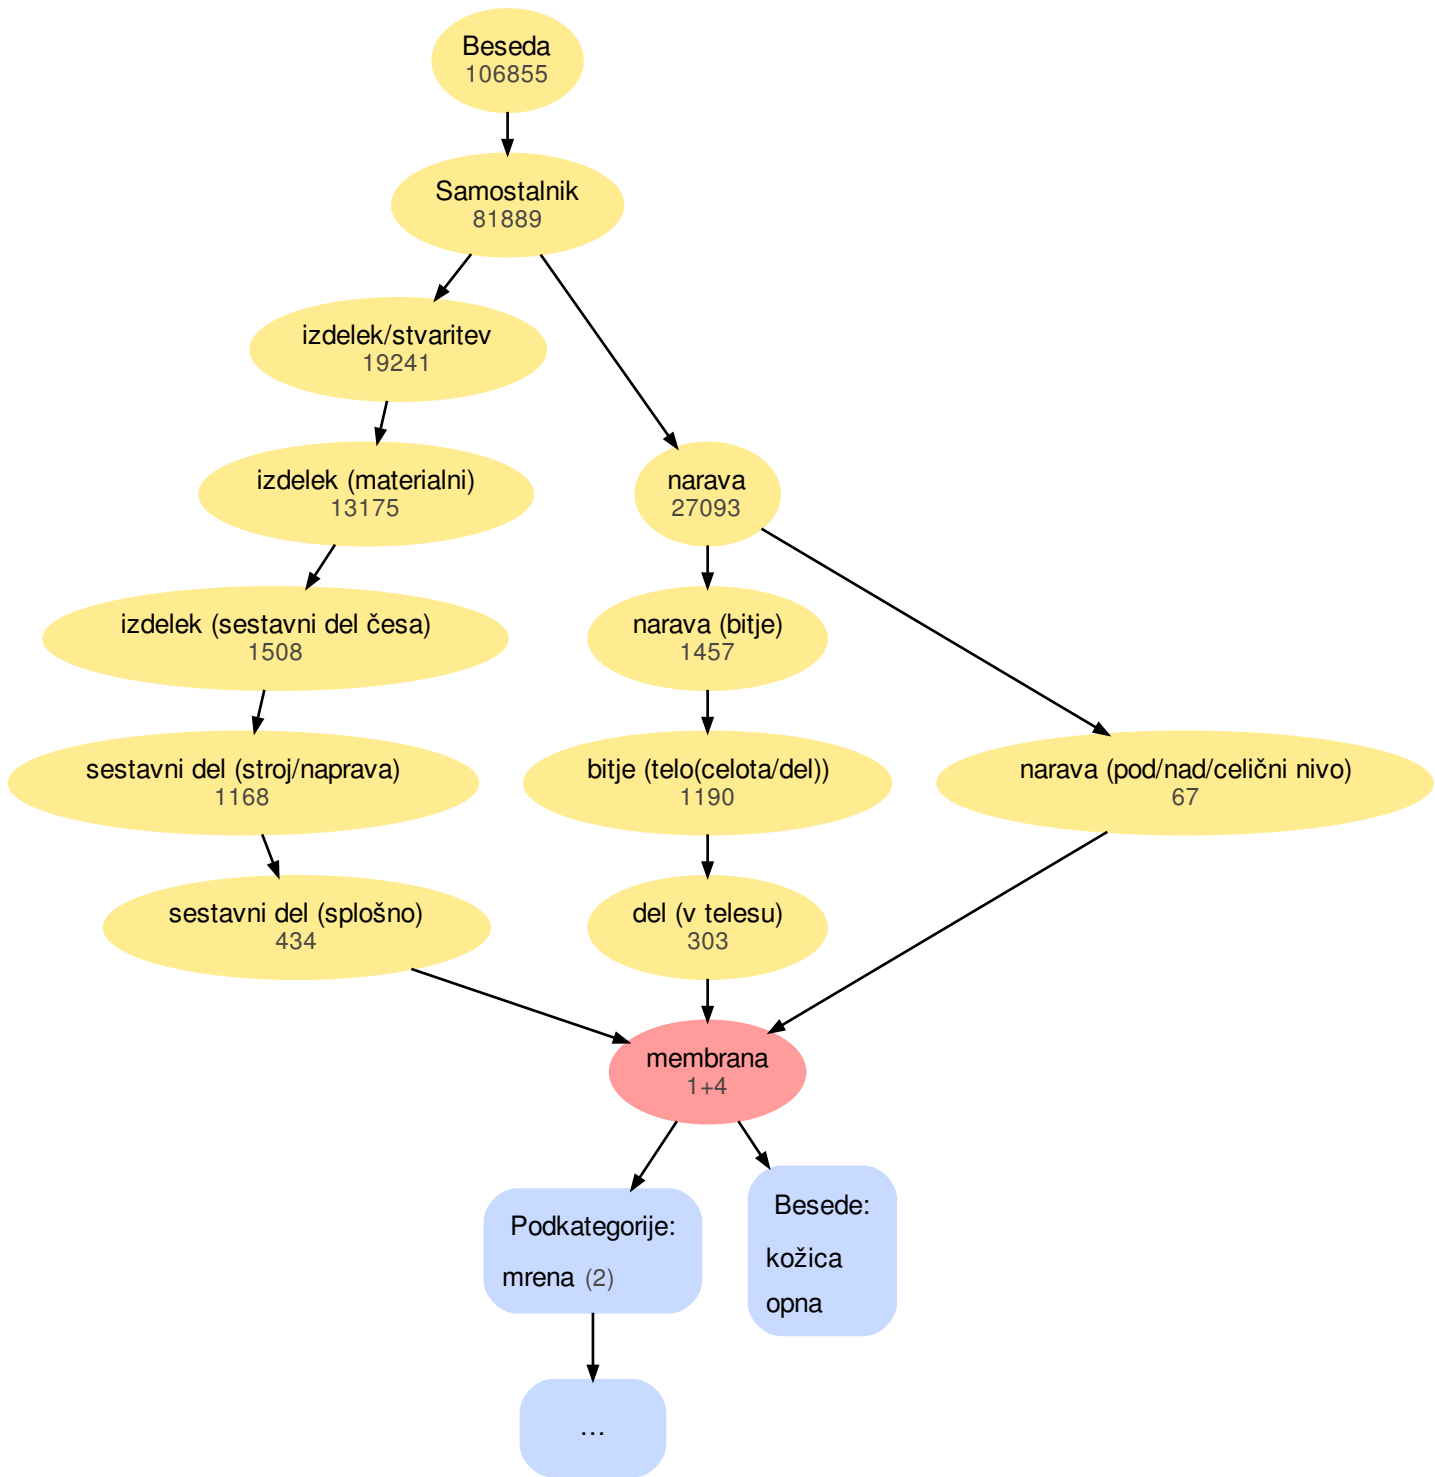 Beseda
106855
Samostalnik
81889
izdelek/stvaritev
19241
izdelek (materialni)
13175
narava
27093
izdelek (sestavni del česa)
1508
narava (bitje)
1457
sestavni del (stroj/naprava)
1168
bitje (telo(celota/del))
1190
narava (pod/nad/celični nivo)
67
sestavni del (splošno)
434
del (v telesu)
303
membrana
1+4
Podkategorije:
mrena (2)
Besede:
kožica
opna
...